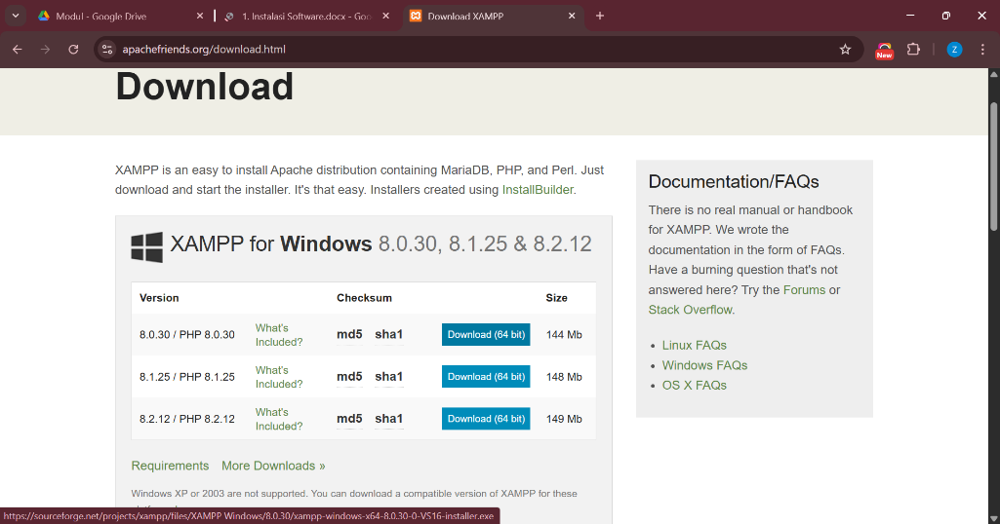 Modul - Google Drive
1. Instalasi Software.docx - Goo
Download XAMPP
apachefriends.org/download.html
New
Z
Download
XAMPP is an easy to install Apache distribution containing MariaDB, PHP, and Perl. Just
download and start the installer. It's that easy. Installers created using InstallBuilder.
XAMPP for Windows 8.0.30, 8.1.25 & 8.2.12
Version Checksum Size
8.0.30 / PHP 8.0.30 What's Included? md5 sha1 Download (64 bit) 144 Mb
8.1.25 / PHP 8.1.25 What's Included? md5 sha1 Download (64 bit) 148 Mb
8.2.12 / PHP 8.2.12 What's Included? md5 sha1 Download (64 bit) 149 Mb
Requirements More Downloads »
Windows XP or 2003 are not supported. You can download a compatible version of XAMPP for these
Documentation/FAQs
There is no real manual or handbook
for XAMPP. We wrote the
documentation in the form of FAQs.
Have a burning question that's not
answered here? Try the Forums or
Stack Overflow.
• Linux FAQs
• Windows FAQs
• OS X FAQs
https://sourceforge.net/projects/xampp/files/XAMPP Windows/8.0.30/xampp-windows-x64-8.0.30-0-VS16-installer.exe